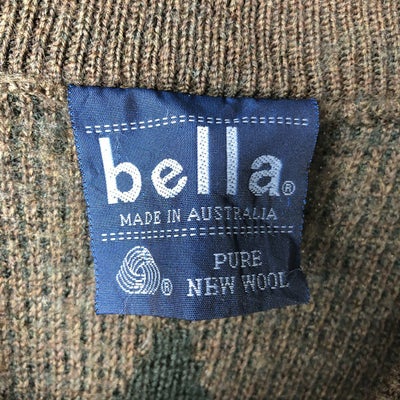 bella®
MADE IN AUSTRALIA
® PURE
NEW WOOL